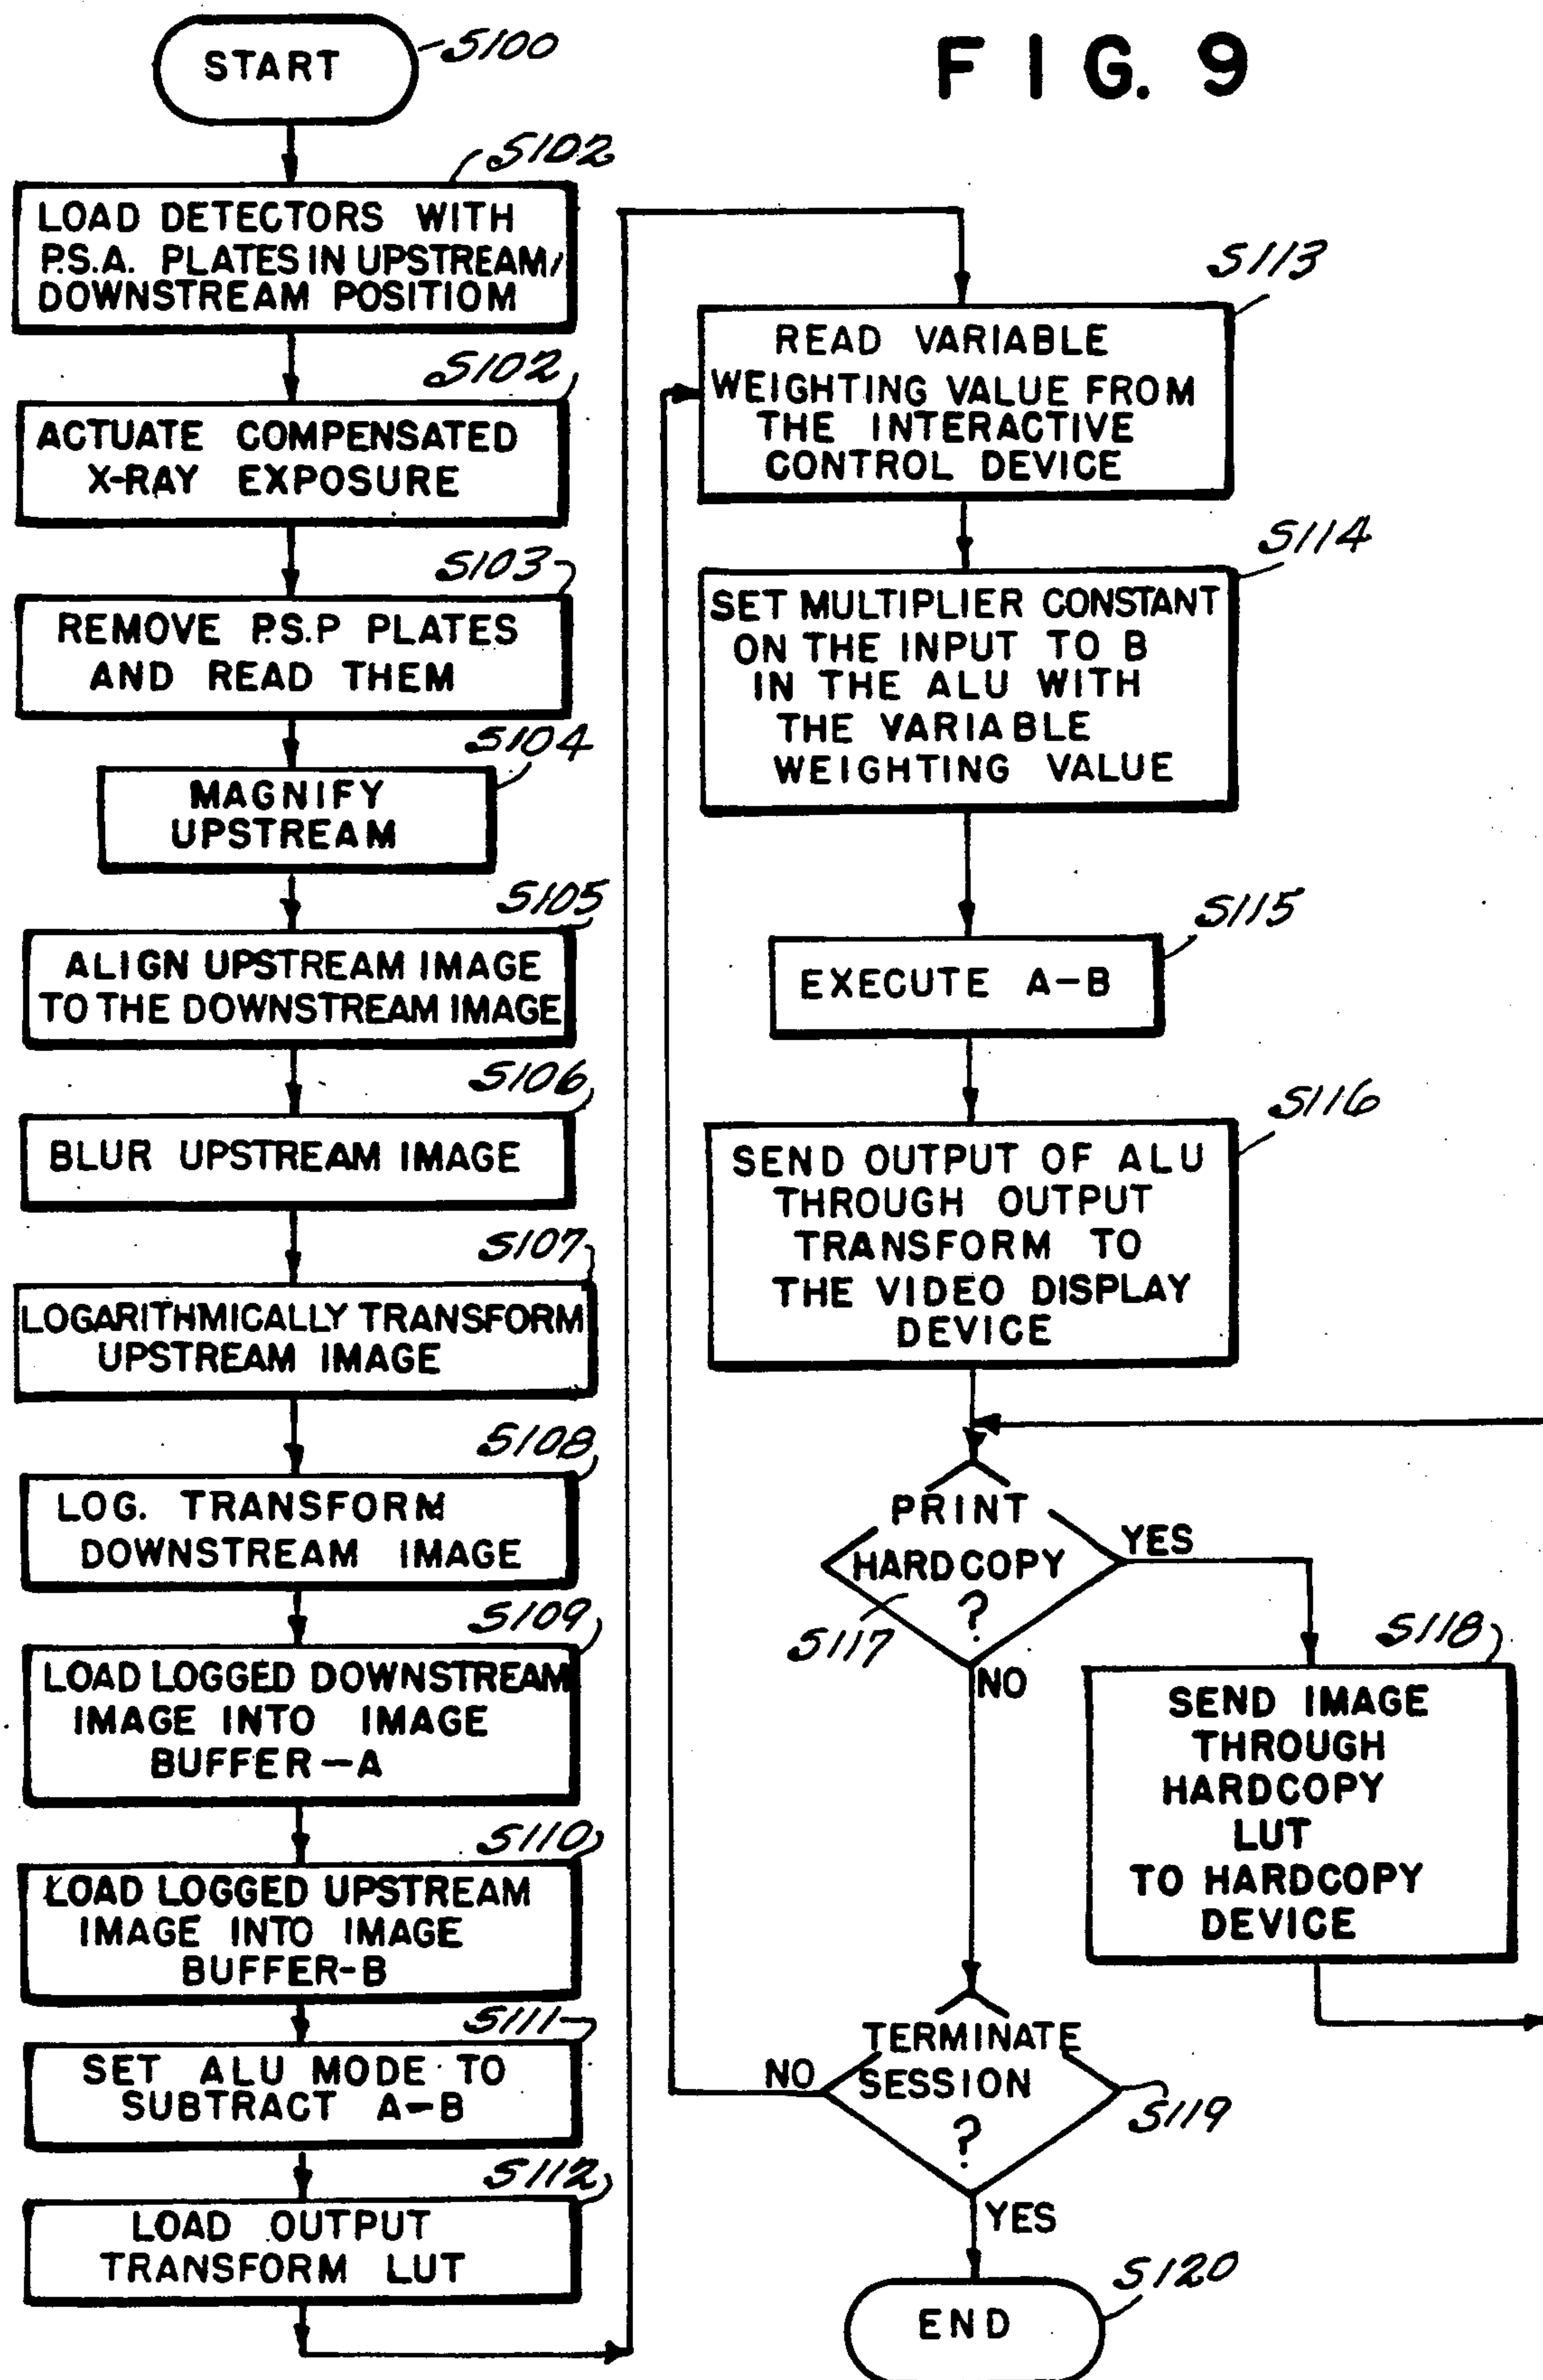 FIG. 9
START
S100
S102
LOAD DETECTORS WITH
P.S.A. PLATES IN UPSTREAM/
DOWNSTREAM POSITIOM
S102
ACTUATE COMPENSATED
X-RAY EXPOSURE
S103
REMOVE P.S.P PLATES
AND READ THEM
S104
MAGNIFY
UPSTREAM
S105
ALIGN UPSTREAM IMAGE
TO THE DOWNSTREAM IMAGE
S106
BLUR UPSTREAM IMAGE
S107
LOGARITHMICALLY TRANSFORM
UPSTREAM IMAGE
S108
LOG. TRANSFORM
DOWNSTREAM IMAGE
S109
LOAD LOGGED DOWNSTREAM
IMAGE INTO IMAGE
BUFFER-A
S110
LOAD LOGGED UPSTREAM
IMAGE INTO IMAGE
BUFFER-B
S111
SET ALU MODE TO
SUBTRACT A-B
S112
LOAD OUTPUT
TRANSFORM LUT
S113
READ VARIABLE
WEIGHTING VALUE FROM
THE INTERACTIVE
CONTROL DEVICE
S114
SET MULTIPLIER CONSTANT
ON THE INPUT TO B
IN THE ALU WITH
THE VARIABLE
WEIGHTING VALUE
S115
EXECUTE A-B
S116
SEND OUTPUT OF ALU
THROUGH OUTPUT
TRANSFORM TO
THE VIDEO DISPLAY
DEVICE
PRINT
HARDCOPY
?
S117
YES
NO
S118
SEND IMAGE
THROUGH
HARDCOPY
LUT
TO HARDCOPY
DEVICE
TERMINATE
SESSION
?
NO
S119
YES
S120
END